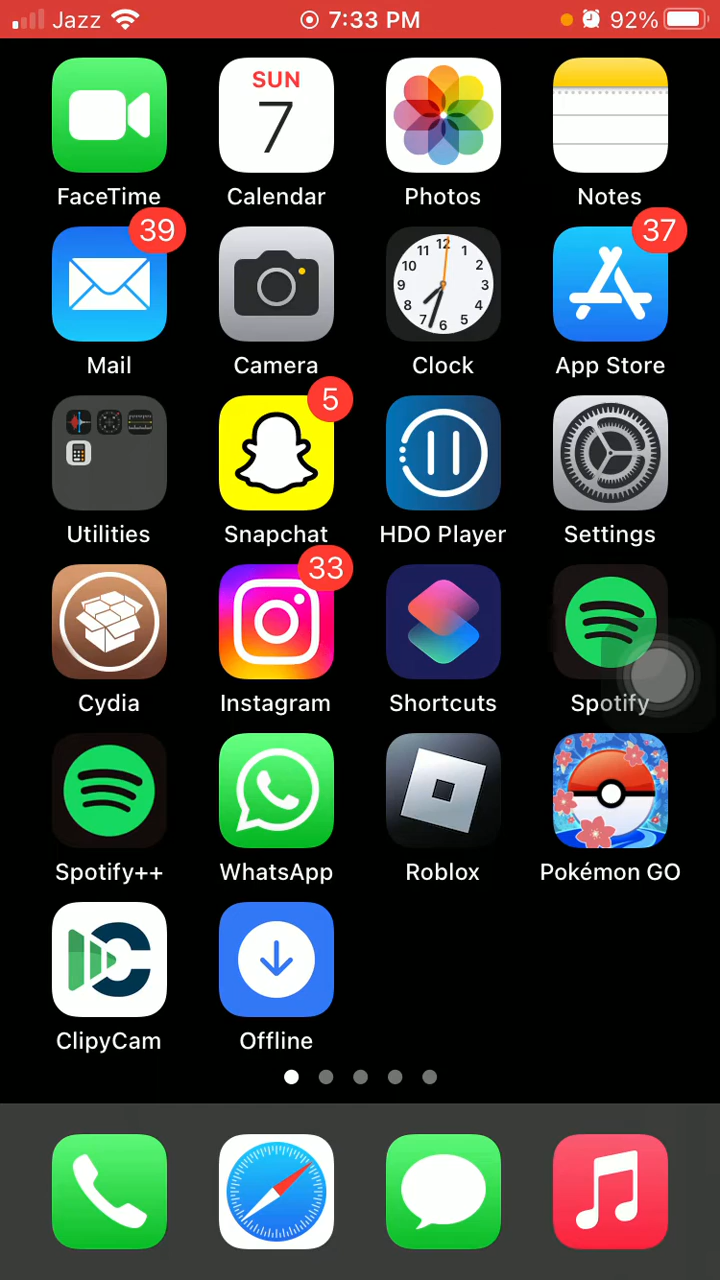 Jazz 7:33 PM 92%
SUN
7
FaceTime Calendar Photos Notes
39 12 1 2 3 4 5 6 7 8 9 10 11 37
Mail Camera Clock App Store
5
Utilities Snapchat HDO Player Settings
33
Cydia Instagram Shortcuts Spotify
Spotify++ WhatsApp Roblox Pokémon GO
ClipyCam Offline